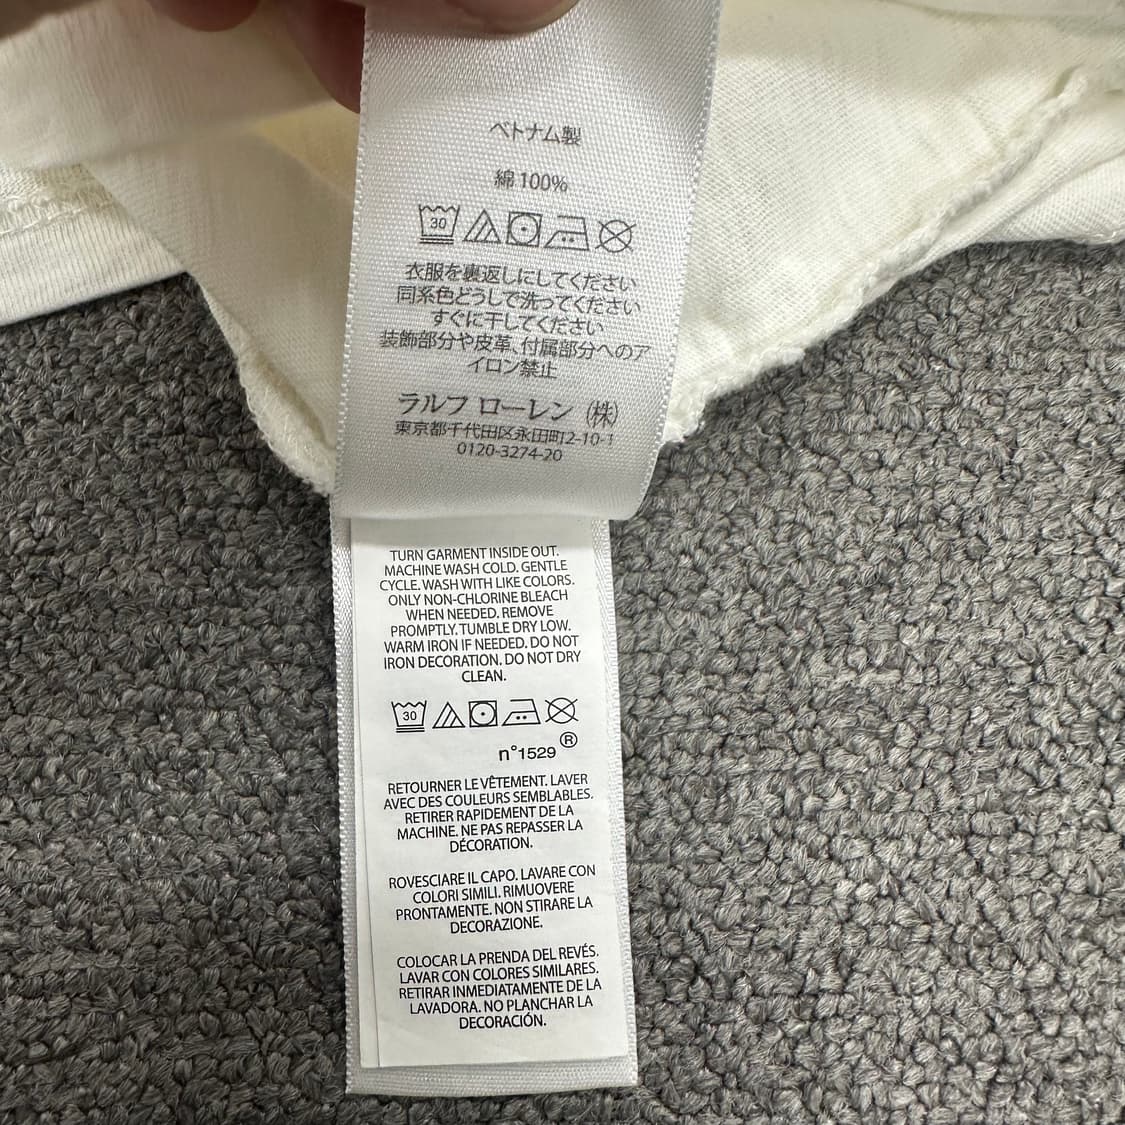 ベトナム製
綿 100%
30
衣服を裏返しにしてください
同系色どうしで洗ってください
すぐに干してください
装飾部分や皮革、付属部分へのア
イロン禁止
ラルフ ローレン (株)
東京都千代田区永田町2-10-1
0120-3274-20
TURN GARMENT INSIDE OUT.
MACHINE WASH COLD. GENTLE
CYCLE. WASH WITH LIKE COLORS.
ONLY NON-CHLORINE BLEACH
WHEN NEEDED. REMOVE
PROMPTLY. TUMBLE DRY LOW.
WARM IRON IF NEEDED. DO NOT
IRON DECORATION. DO NOT DRY
CLEAN.
30
n°1529 ®
RETOURNER LE VÊTEMENT. LAVER
AVEC DES COULEURS SEMBLABLES.
RETIRER RAPIDEMENT DE LA
MACHINE. NE PAS REPASSER LA
DÉCORATION.
ROVESCIARE IL CAPO. LAVARE CON
COLORI SIMILI. RIMUOVERE
PRONTAMENTE. NON STIRARE LA
DECORAZIONE.
COLOCAR LA PRENDA DEL REVÉS.
LAVAR CON COLORES SIMILARES.
RETIRAR INMEDIATAMENTE DE LA
LAVADORA. NO PLANCHAR LA
DECORACIÓN.